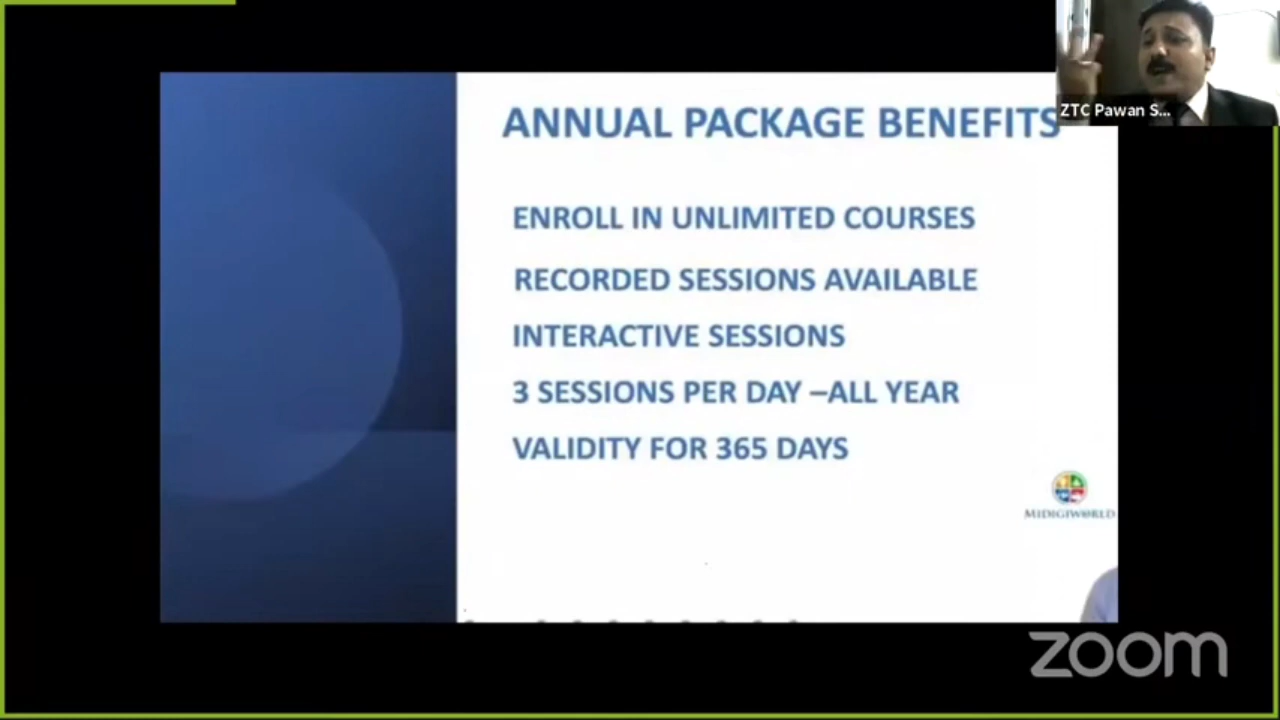 ANNUAL PACKAGE BENEFITS
ZTC Pawan S...
ENROLL IN UNLIMITED COURSES
RECORDED SESSIONS AVAILABLE
INTERACTIVE SESSIONS
3 SESSIONS PER DAY –ALL YEAR
VALIDITY FOR 365 DAYS
MIDIGIWORLD
zoom